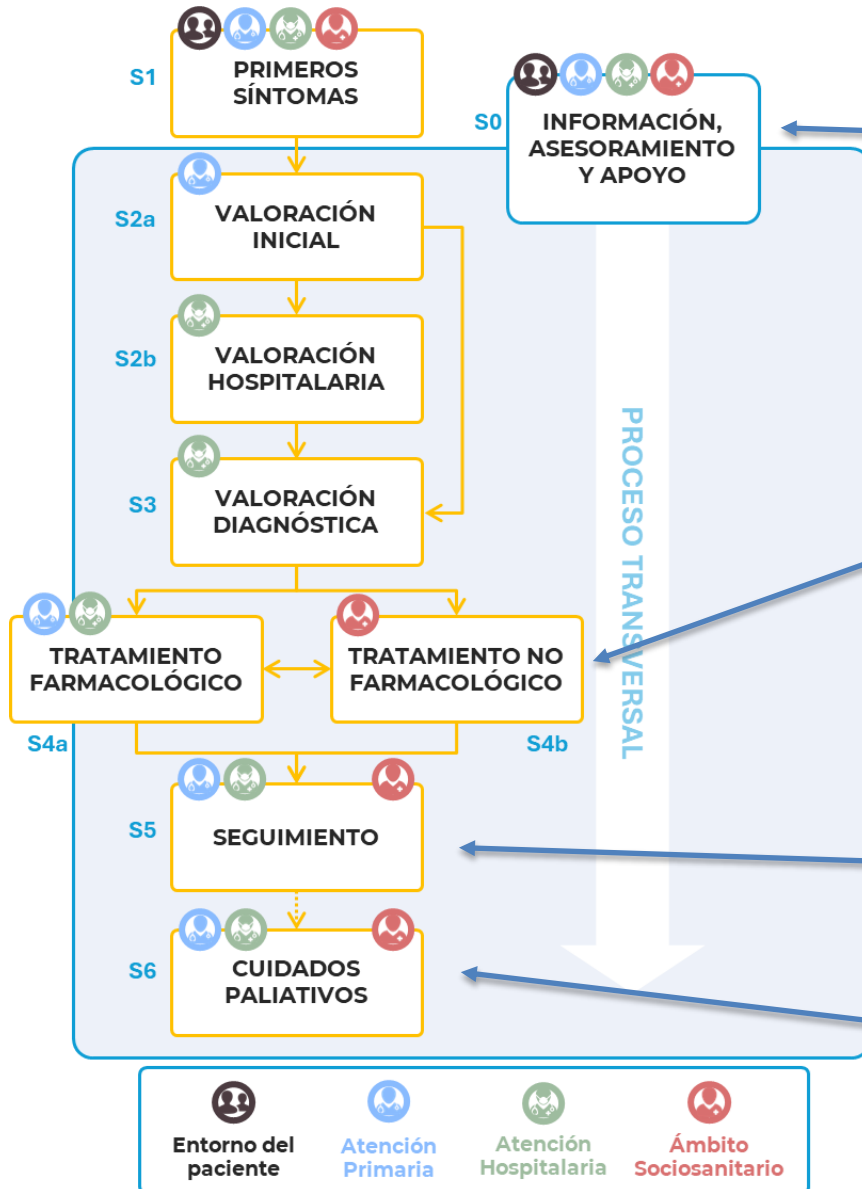 S1
PRIMEROS
SÍNTOMAS
S0
INFORMACIÓN,
ASESORAMIENTO
Y APOYO
S2a
VALORACIÓN
INICIAL
S2b
VALORACIÓN
HOSPITALARIA
S3
VALORACIÓN
DIAGNÓSTICA
PROCESO TRANSVERSAL
TRATAMIENTO
FARMACOLÓGICO
TRATAMIENTO NO
FARMACOLÓGICO
S4a
S4b
S5
SEGUIMIENTO
S6
CUIDADOS
PALIATIVOS
Entorno del
paciente
Atención
Primaria
Atención
Hospitalaria
Ámbito
Sociosanitario